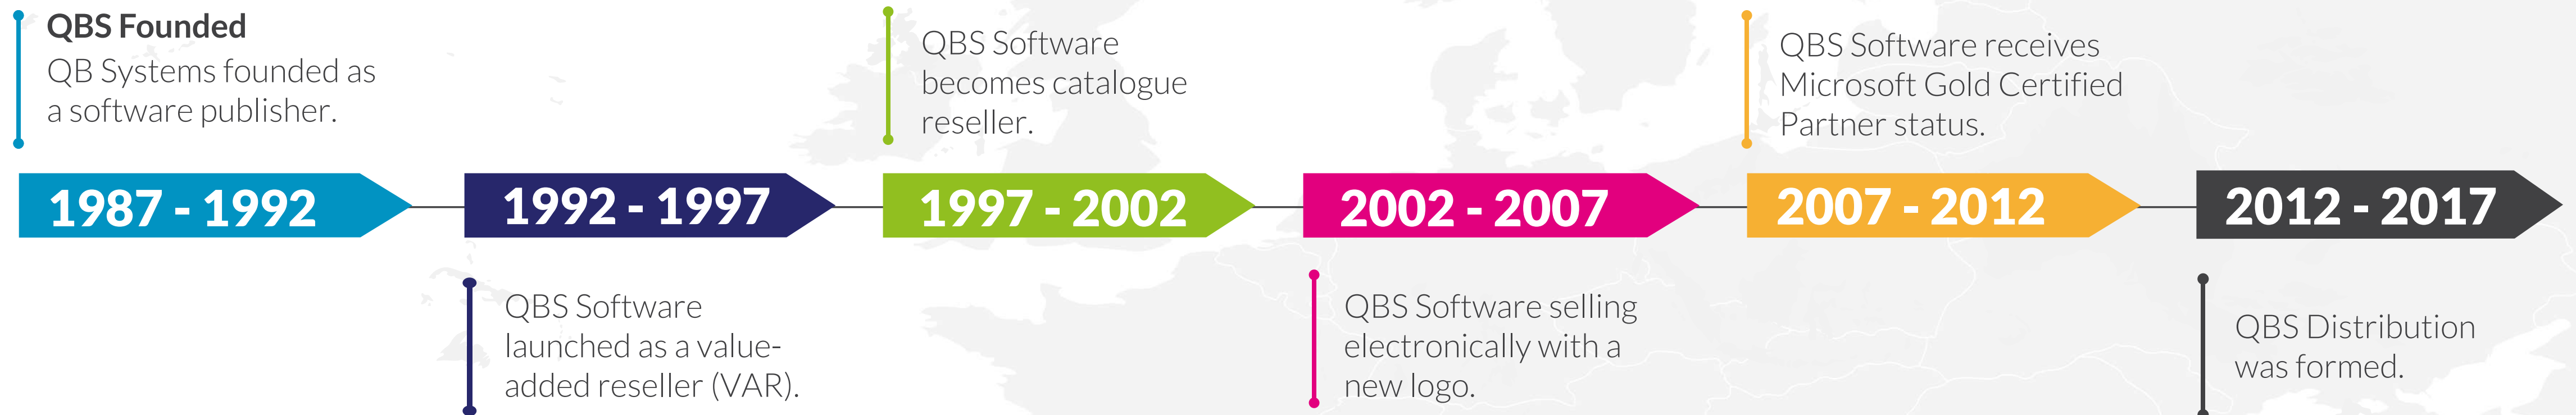 QBS Founded
QB Systems founded as
a software publisher.
1987 - 1992
1992 - 1997
QBS Software
launched as a value-
added reseller (VAR).
QBS Software
becomes catalogue
reseller.
1997 - 2002
2002 - 2007
QBS Software selling
electronically with a
new logo.
QBS Software receives
Microsoft Gold Certified
Partner status.
2007 - 2012
2012 - 2017
QBS Distribution
was formed.